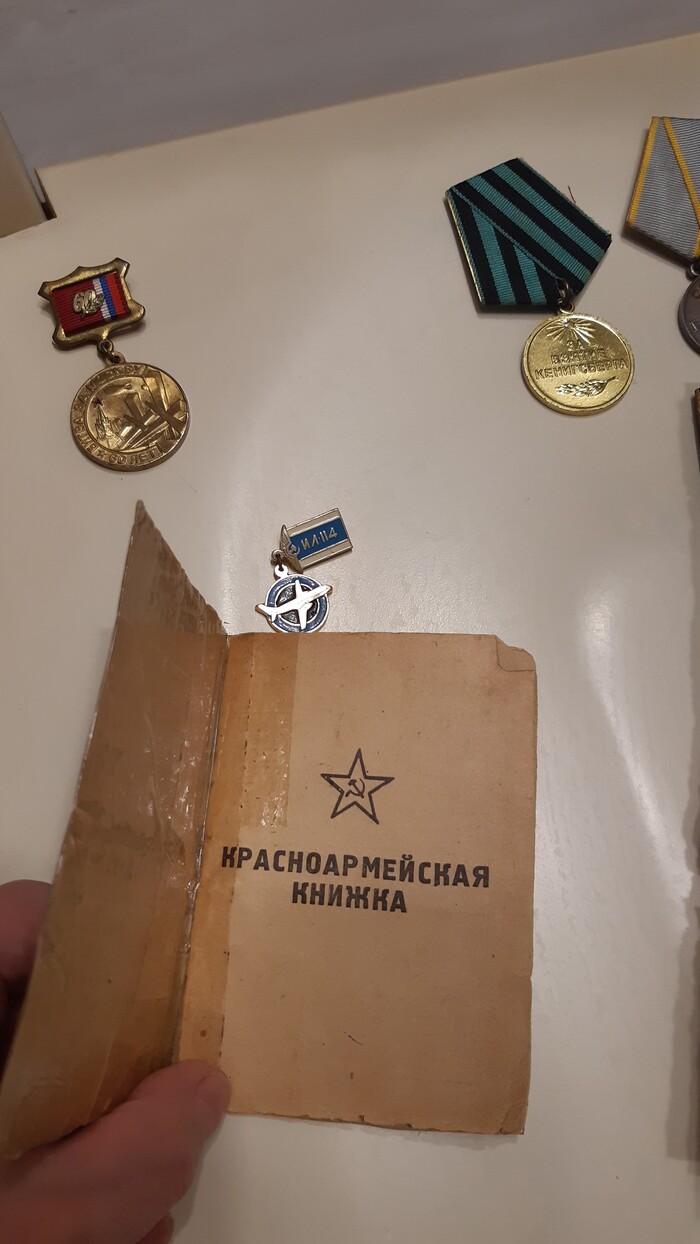 ЗА
ВЗЯТИЕ
КЕНИГСБЕРГА
ИЛ-114
КРАСНОАРМЕЙСКАЯ
КНИЖКА